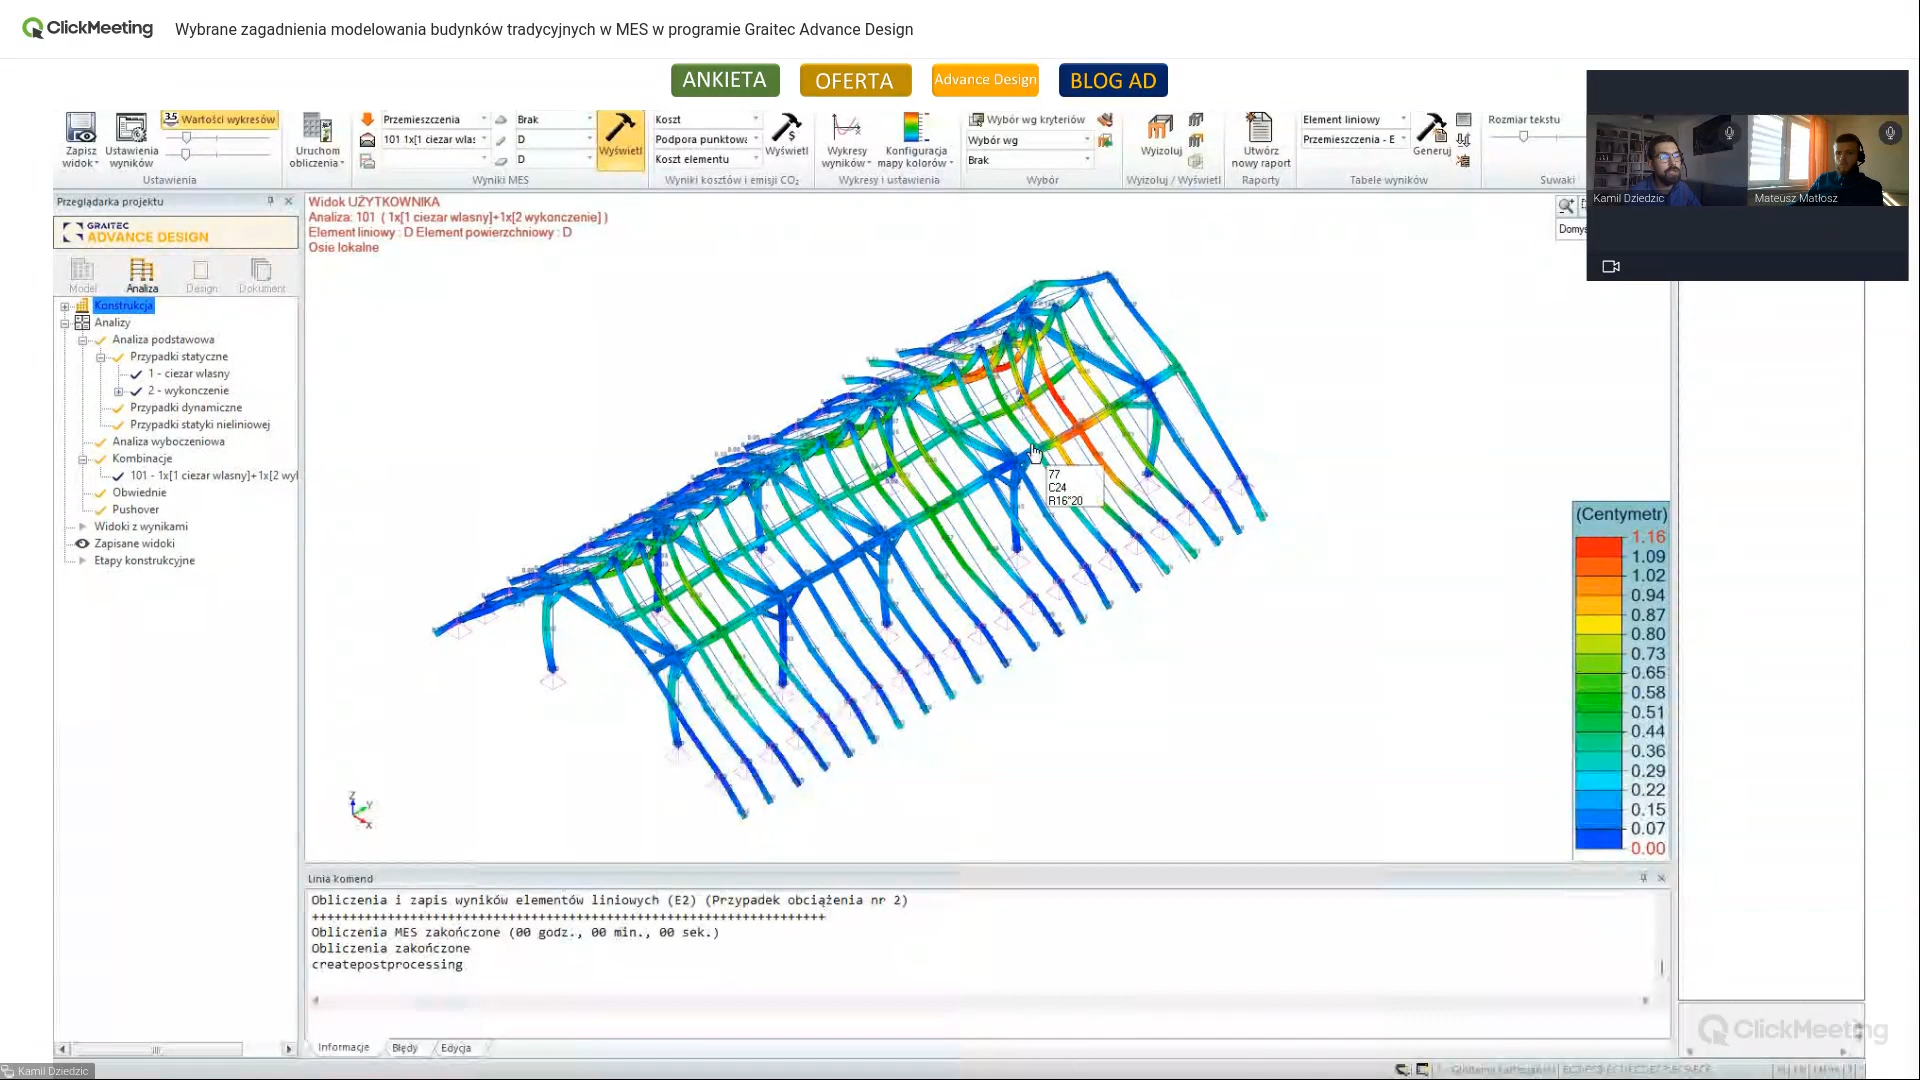 ClickMeeting
Wybrane zagadnienia modelowania budynków tradycyjnych w MES w programie Graitec Advance Design
ANKIETA
OFERTA
Advance Design
BLOG AD
Zapisz widok
Ustawienia wyników
3.5 Wartości wykresów
Ustawienia
Uruchom obliczenia
Przemieszczenia
101 1x[1 ciezar wlas
Brak
D
D
Wyświetl
Wyniki MES
Koszt
Podpora punktowa
Koszt elementu
Wyświetl
Wyniki kosztów i emisji CO₂
Wykresy wyników
Konfiguracja mapy kolorów
Wykresy i ustawienia
Wybór wg kryteriów
Wybór wg
Brak
Wybór
Wyizoluj
Wyizoluj / Wyświetl
Utwórz nowy raport
Raporty
Element liniowy
Przemieszczenia - E
Generuj
Tabele wyników
Rozmiar tekstu
Suwaki
Kamil Dziedzic
Mateusz Matłosz
Przeglądarka projektu
GRAITEC
ADVANCE DESIGN
Model
Analiza
Design
Dokument
Konstrukcja
Analizy
Analiza podstawowa
Przypadki statyczne
1 - ciezar wlasny
2 - wykonczenie
Przypadki dynamiczne
Przypadki statyki nieliniowej
Analiza wyboczeniowa
Kombinacje
101 - 1x[1 ciezar wlasny]+1x[2 wyl
Obwiednie
Pushover
Widoki z wynikami
Zapisane widoki
Etapy konstrukcyjne
Widok UŻYTKOWNIKA
Analiza: 101 ( 1x[1 ciezar wlasny]+1x[2 wykonczenie] )
Element liniowy : D Element powierzchniowy : D
Osie lokalne
Domyś
77
C24
R16*20
Z
Y
X
(Centymetr)
1.16
1.09
1.02
0.94
0.87
0.80
0.73
0.65
0.58
0.51
0.44
0.36
0.29
0.22
0.15
0.07
0.00
Linia komend
Obliczenia i zapis wyników elementów liniowych (E2) (Przypadek obciążenia nr 2)
Obliczenia MES zakończone (00 godz., 00 min., 00 sek.)
Obliczenia zakończone
createpostprocessing
Informacje
Błędy
Edycja
ClickMeeting
Kamil Dziedzic